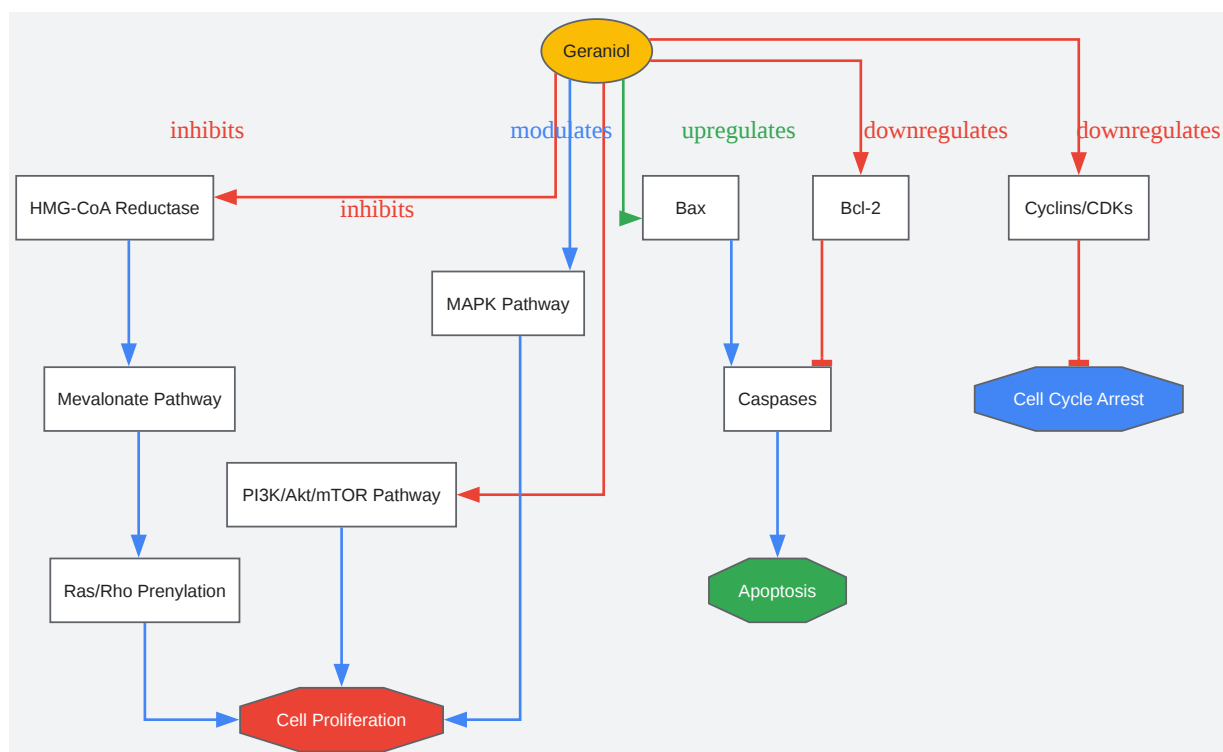 Geraniol
inhibits
modulates
upregulates
downregulates
downregulates
HMG-CoA Reductase
inhibits
Bax
Bcl-2
Cyclins/CDKs
MAPK Pathway
Mevalonate Pathway
Caspases
Cell Cycle Arrest
PI3K/Akt/mTOR Pathway
Ras/Rho Prenylation
Apoptosis
Cell Proliferation